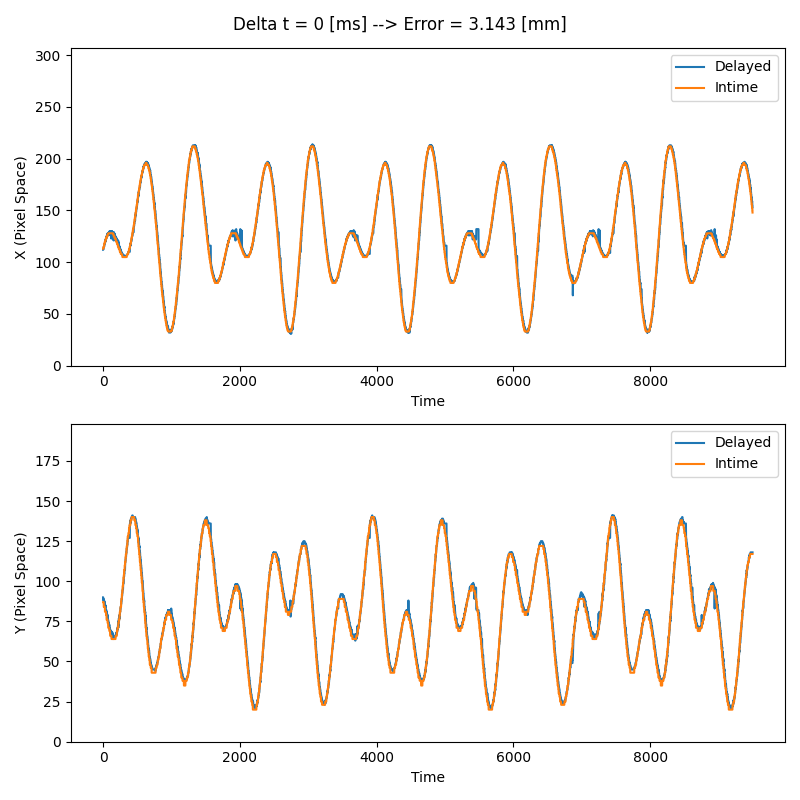 Delta t = 0 [ms] --> Error = 3.143 [mm]
300
250
200
150
100
50
0
X (Pixel Space)
Delayed
Intime
0
2000
4000
6000
8000
Time
175
150
125
100
75
50
25
0
Y (Pixel Space)
Delayed
Intime
0
2000
4000
6000
8000
Time